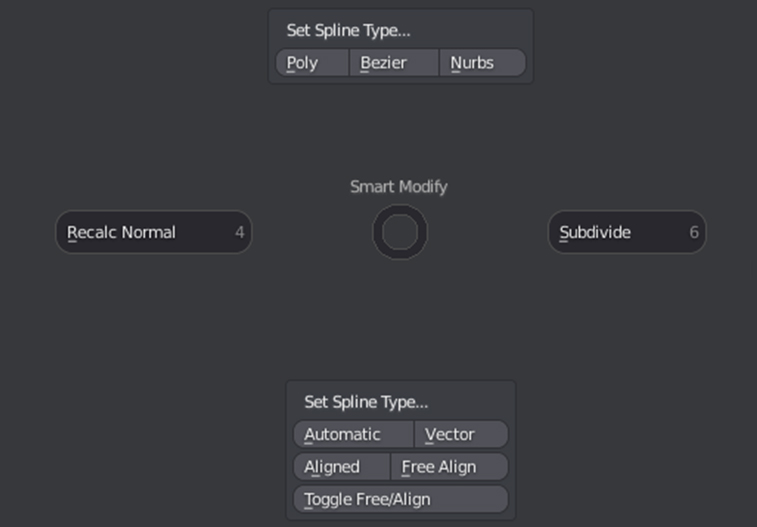 Set Spline Type...
Poly Bezier Nurbs
Smart Modify
Recalc Normal 4
Subdivide 6
Set Spline Type...
Automatic Vector
Aligned Free Align
Toggle Free/Align